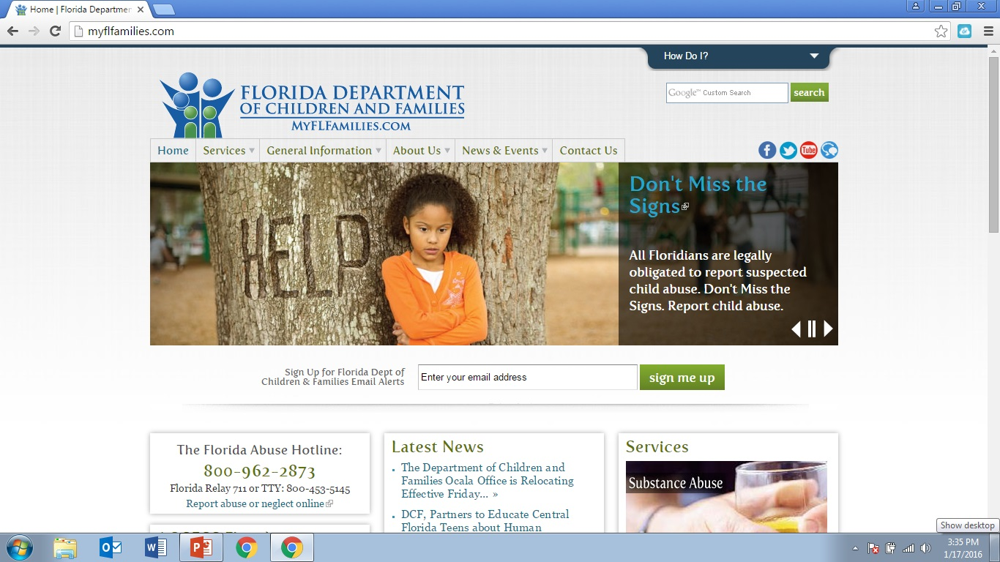 Home | Florida Departmen
myflfamilies.com
How Do I?
FLORIDA DEPARTMENT
OF CHILDREN AND FAMILIES
MYFLFAMILIES.COM
Google™ Custom Search
search
Home Services General Information About Us News & Events Contact Us
You
Tube
HELP
Don't Miss the
Signs
All Floridians are legally
obligated to report suspected
child abuse. Don't Miss the
Signs. Report child abuse.
Sign Up for Florida Dept of
Children & Families Email Alerts
Enter your email address
sign me up
The Florida Abuse Hotline:
800-962-2873
Florida Relay 711 or TTY: 800-453-5145
Report abuse or neglect online
Latest News
The Department of Children and
Families Ocala Office is Relocating
Effective Friday... »
DCF, Partners to Educate Central
Florida Teens about Human
Services
Substance Abuse
Show desktop
3:35 PM
1/17/2016